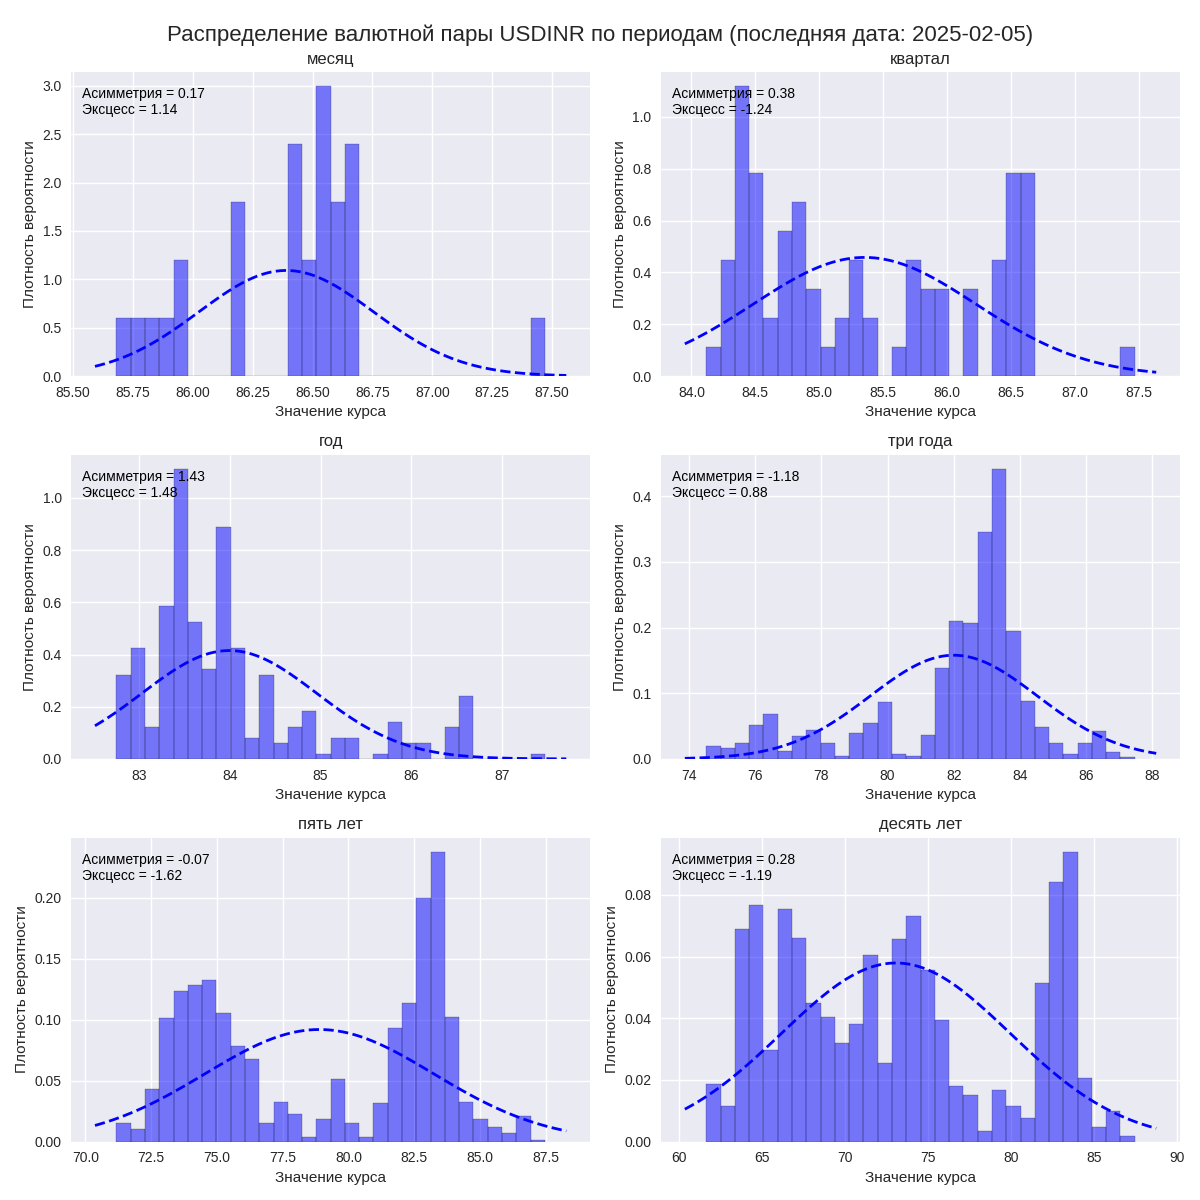 Распределение валютной пары USDINR по периодам (последняя дата: 2025-02-05)
месяц
Асимметрия = 0.17
Эксцесс = 1.14
Плотность вероятности
3.0
2.5
2.0
1.5
1.0
0.5
0.0
85.50 85.75 86.00 86.25 86.50 86.75 87.00 87.25 87.50
Значение курса
квартал
Асимметрия = 0.38
Эксцесс = -1.24
Плотность вероятности
1.0
0.8
0.6
0.4
0.2
0.0
84.0 84.5 85.0 85.5 86.0 86.5 87.0 87.5
Значение курса
год
Асимметрия = 1.43
Эксцесс = 1.48
Плотность вероятности
1.0
0.8
0.6
0.4
0.2
0.0
83 84 85 86 87
Значение курса
три года
Асимметрия = -1.18
Эксцесс = 0.88
Плотность вероятности
0.4
0.3
0.2
0.1
0.0
74 76 78 80 82 84 86 88
Значение курса
пять лет
Асимметрия = -0.07
Эксцесс = -1.62
Плотность вероятности
0.20
0.15
0.10
0.05
0.00
70.0 72.5 75.0 77.5 80.0 82.5 85.0 87.5
Значение курса
десять лет
Асимметрия = 0.28
Эксцесс = -1.19
Плотность вероятности
0.08
0.06
0.04
0.02
0.00
60 65 70 75 80 85 90
Значение курса